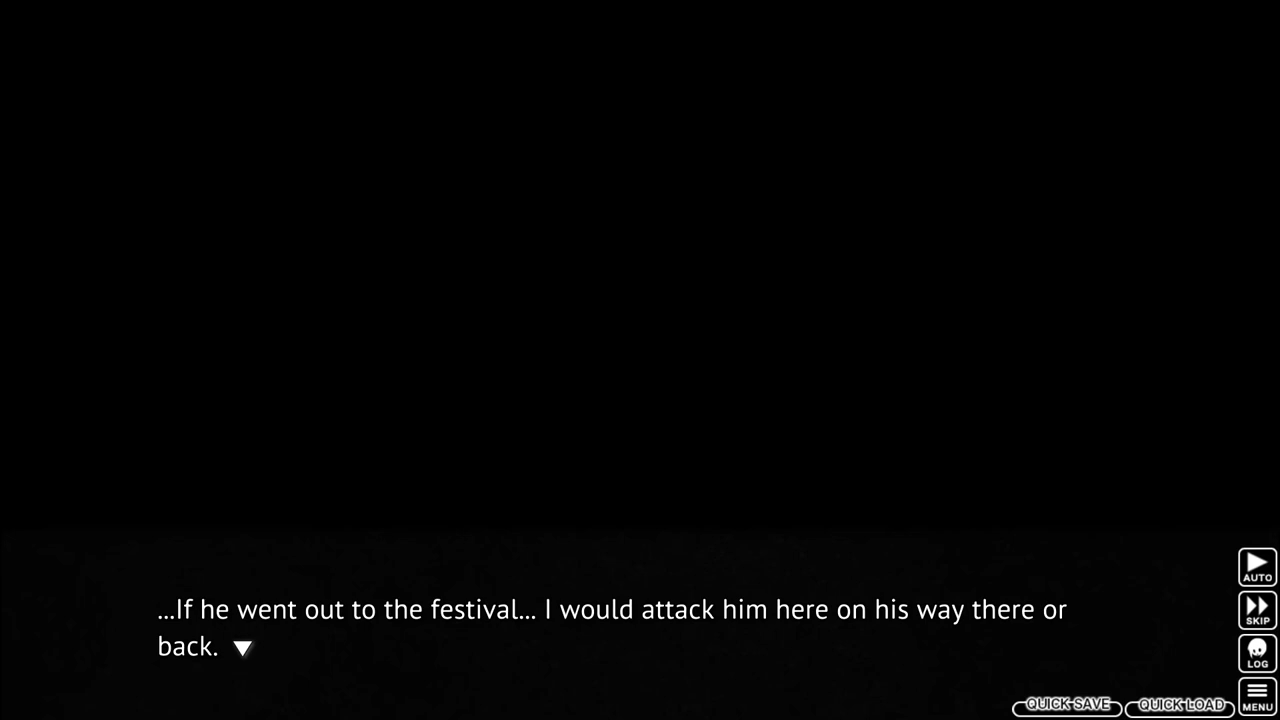 ...If he went out to the festival... I would attack him here on his way there or
back.
AUTO
SKIP
LOG
MENU
QUICK SAVE
QUICK LOAD